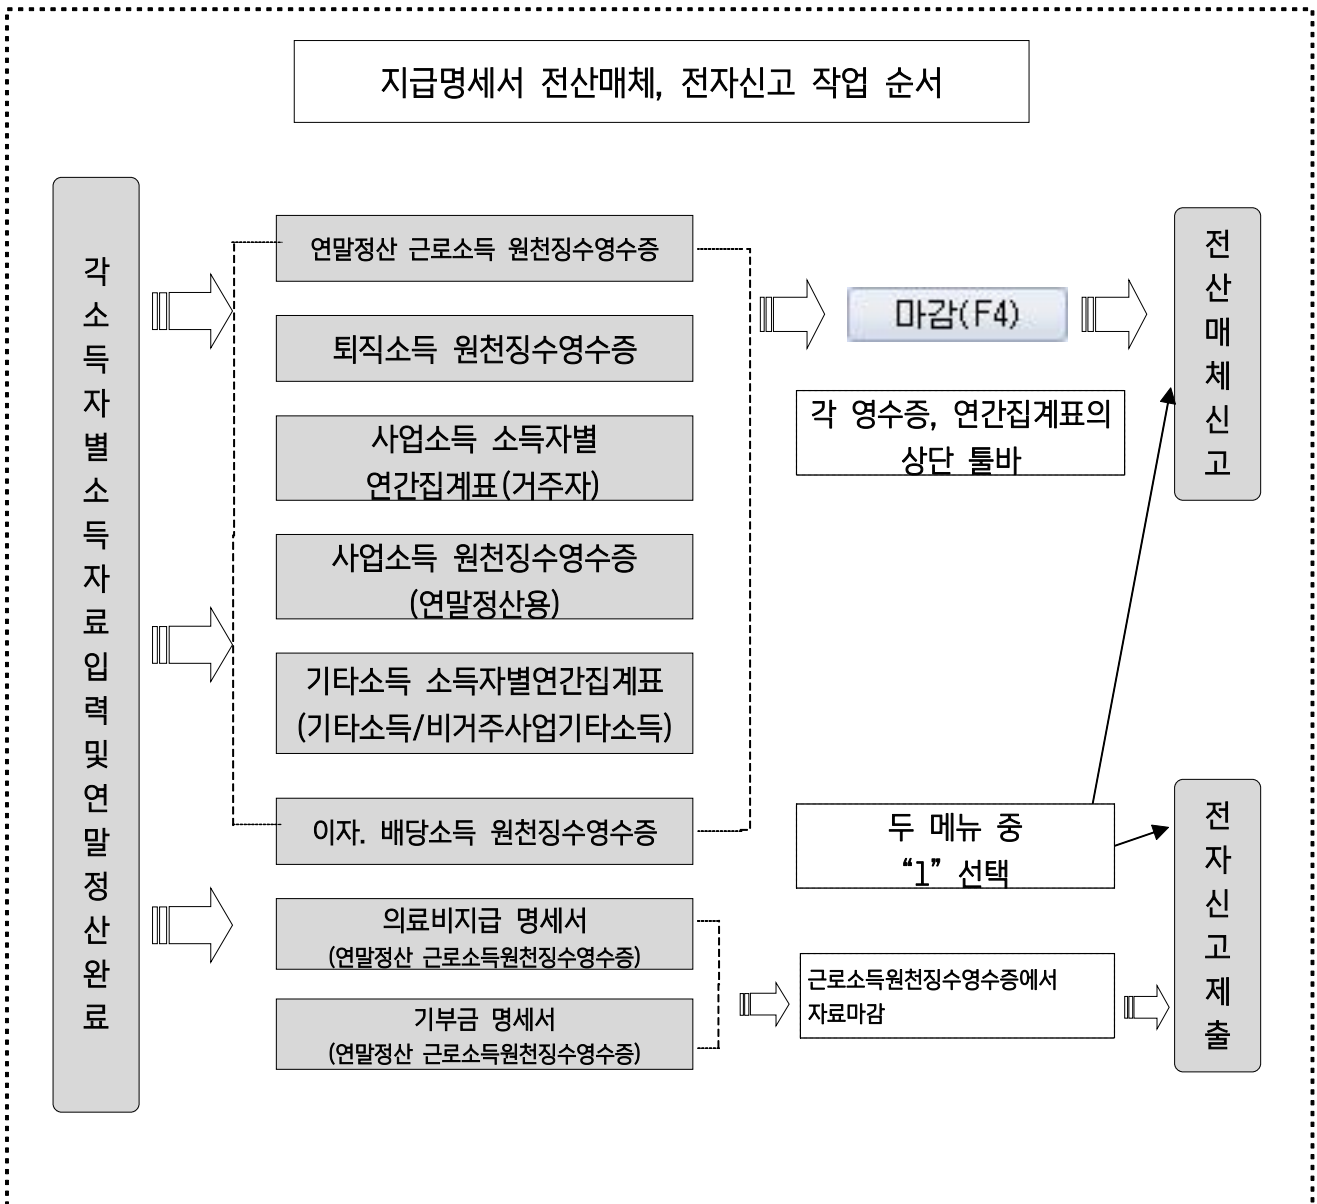 지급명세서 전산매체, 전자신고 작업 순서
각소득자별소득자료입력및연말정산완료
연말정산 근로소득 원천징수영수증
퇴직소득 원천징수영수증
사업소득 소득자별
연간집계표(거주자)
사업소득 원천징수영수증
(연말정산용)
기타소득 소득자별연간집계표
(기타소득/비거주사업기타소득)
이자. 배당소득 원천징수영수증
의료비지급 명세서
(연말정산 근로소득원천징수영수증)
기부금 명세서
(연말정산 근로소득원천징수영수증)
마감(F4)
각 영수증, 연간집계표의
상단 툴바
두 메뉴 중
“1” 선택
근로소득원천징수영수증에서
자료마감
전산매체신고
전자신고제출